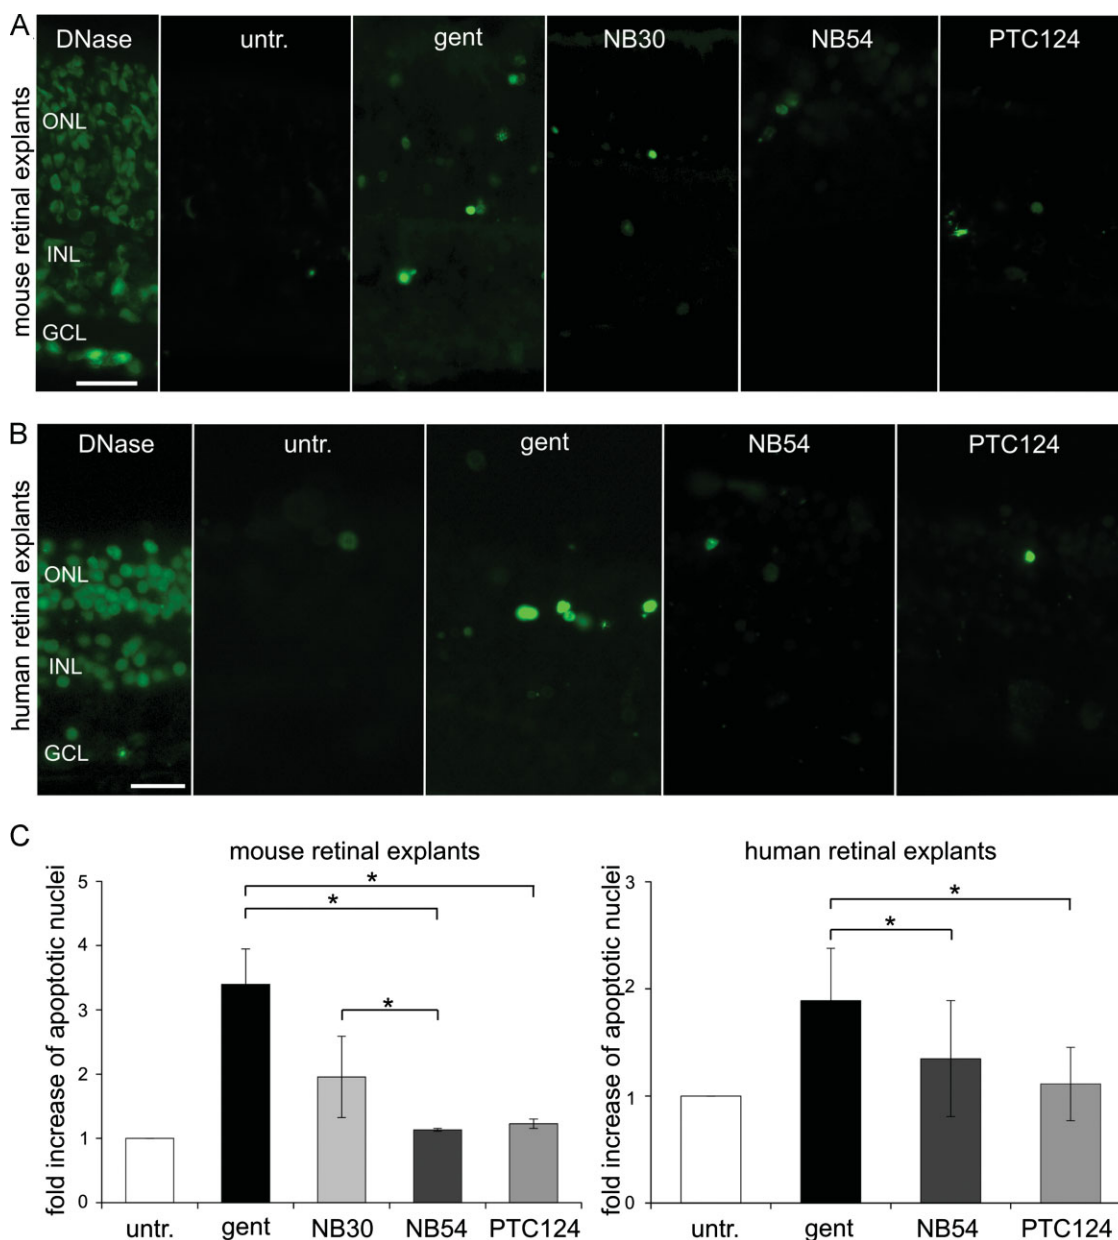 A
DNase untr. gent NB30 NB54 PTC124
mouse retinal explants
ONL
INL
GCL
B
DNase untr. gent NB54 PTC124
human retinal explants
ONL
INL
GCL
C
mouse retinal explants
fold increase of apoptotic nuclei
5
4
3
2
1
0
*
*
*
untr. gent NB30 NB54 PTC124
human retinal explants
fold increase of apoptotic nuclei
3
2
1
0
*
*
untr. gent NB54 PTC124